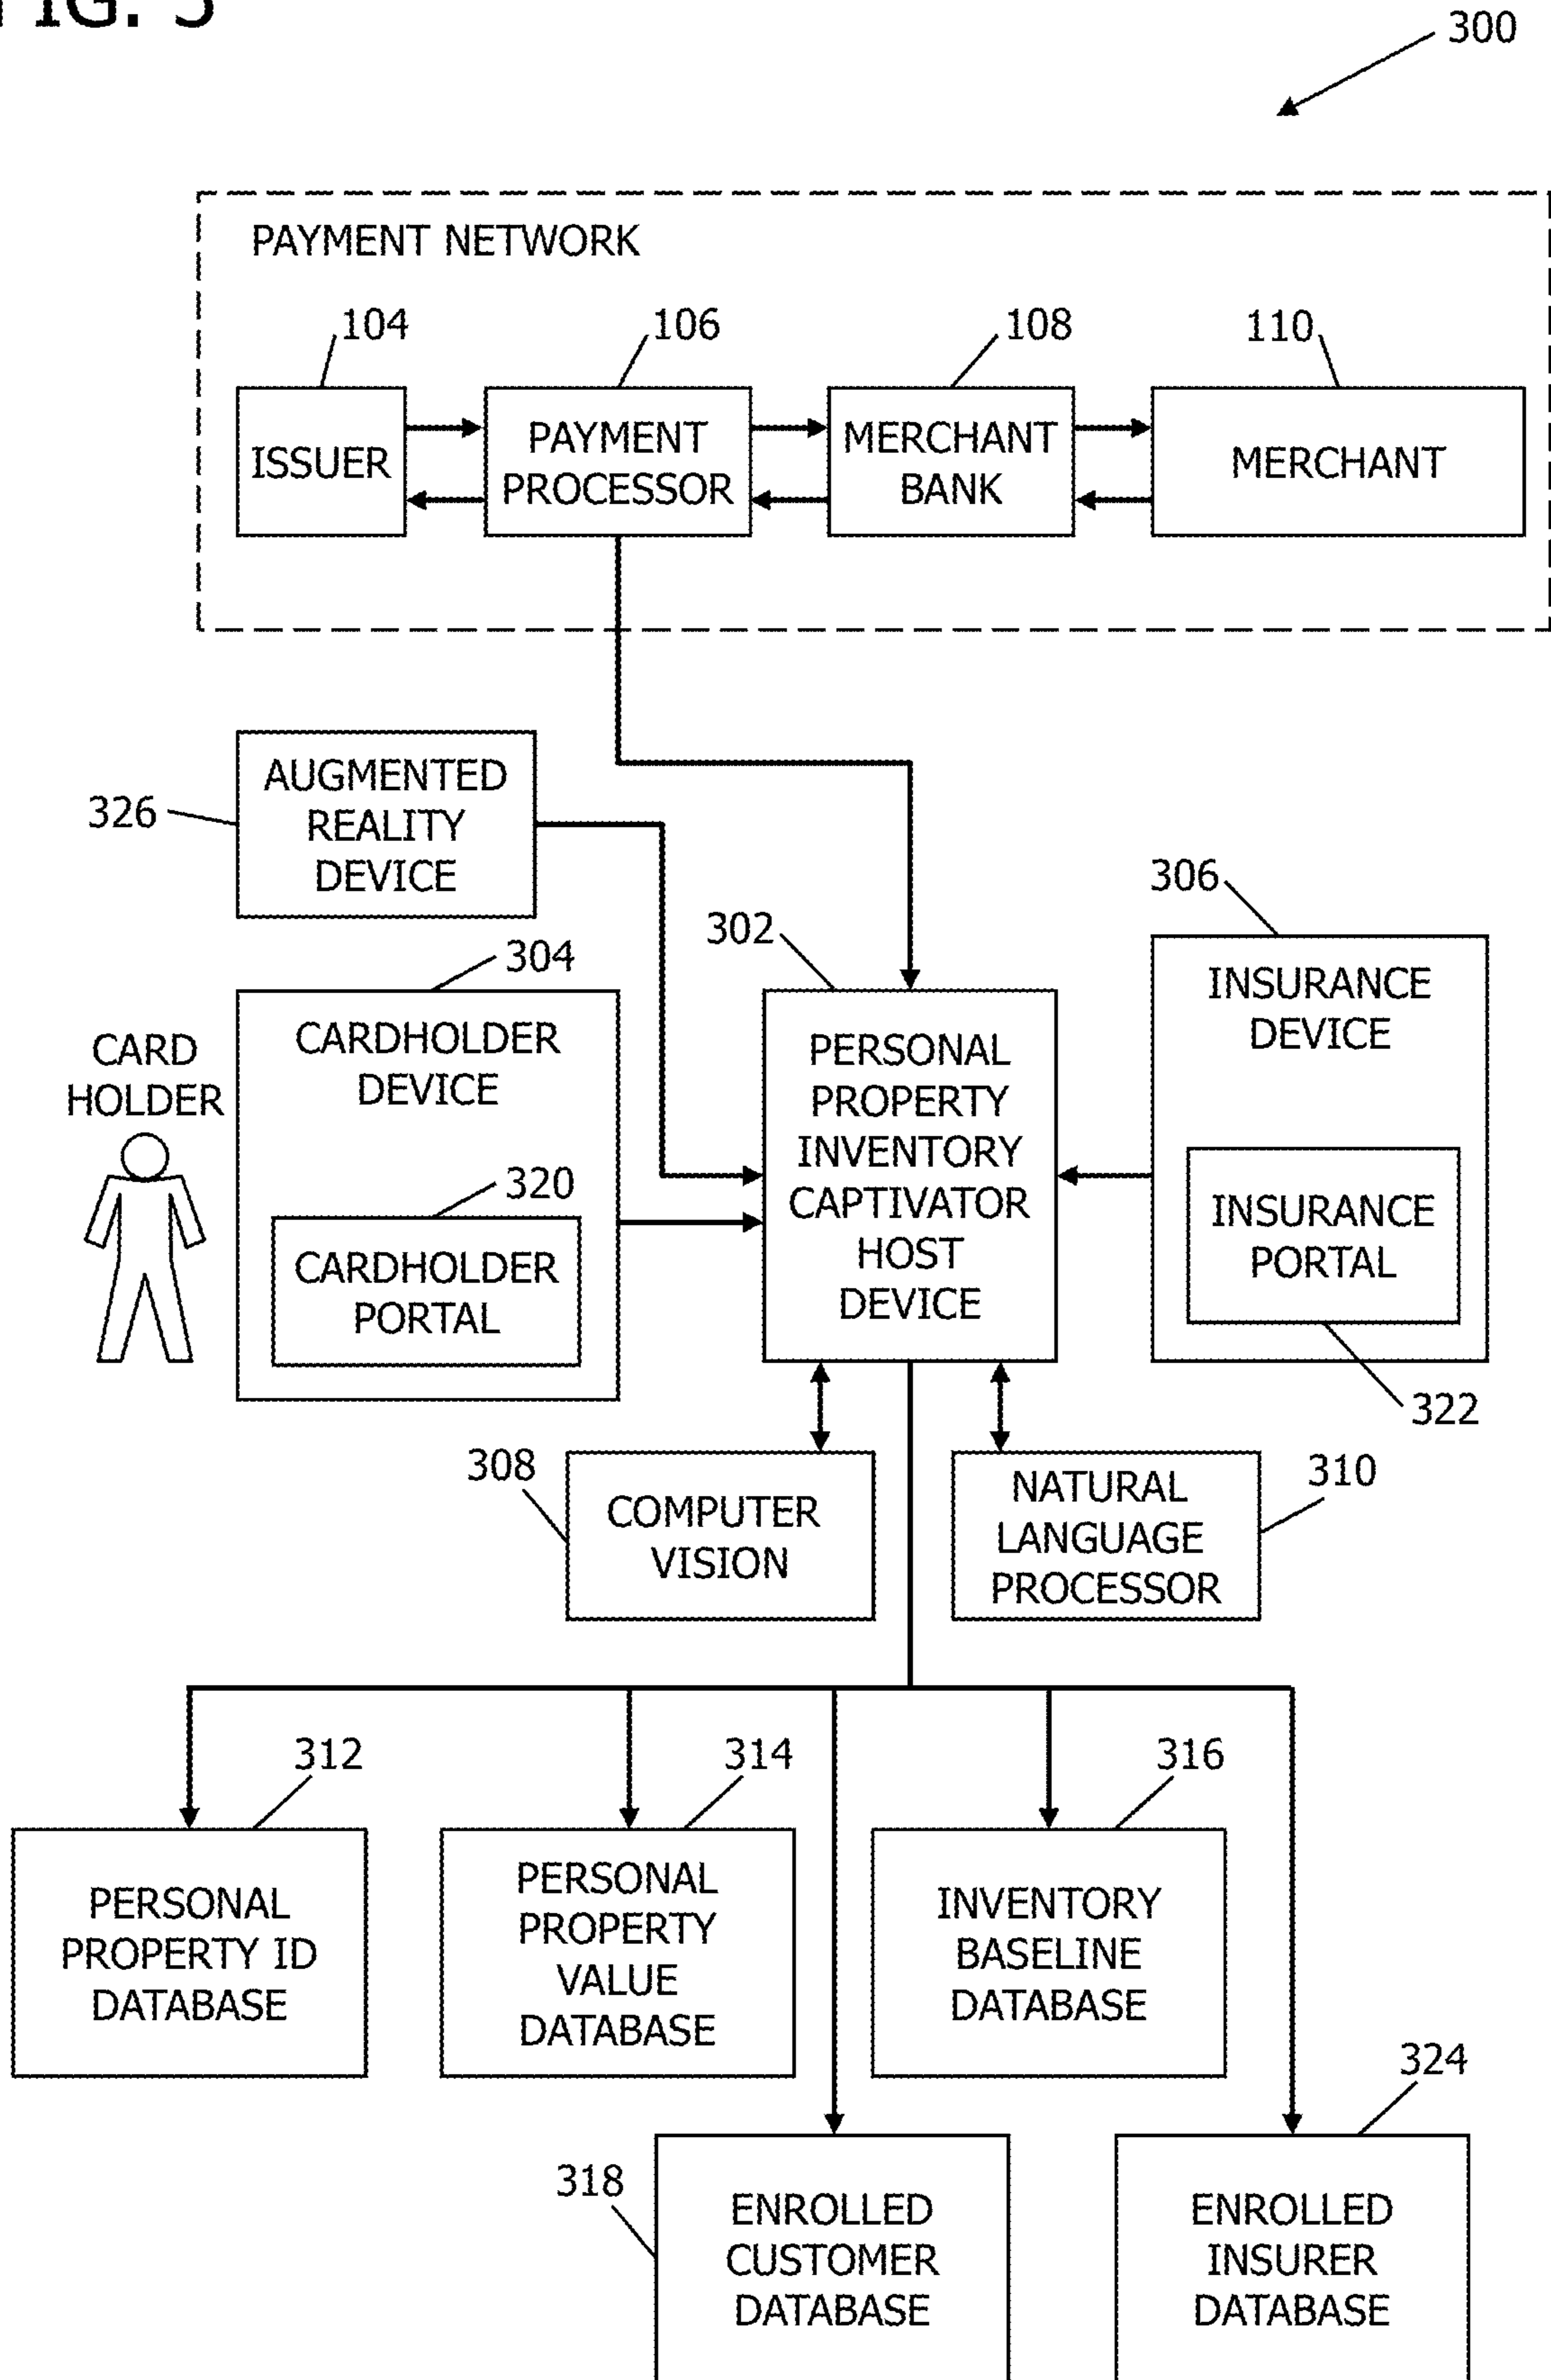 300
PAYMENT NETWORK
104
106
108
110
ISSUER
PAYMENT
PROCESSOR
MERCHANT
BANK
MERCHANT
AUGMENTED
REALITY
DEVICE
326
306
302
304
INSURANCE
DEVICE
CARD
HOLDER
CARDHOLDER
DEVICE
PERSONAL
PROPERTY
INVENTORY
CAPTIVATOR
HOST
DEVICE
320
CARDHOLDER
PORTAL
INSURANCE
PORTAL
322
308
COMPUTER
VISION
NATURAL
LANGUAGE
PROCESSOR
310
312
314
316
PERSONAL
PROPERTY ID
DATABASE
PERSONAL
PROPERTY
VALUE
DATABASE
INVENTORY
BASELINE
DATABASE
324
318
ENROLLED
CUSTOMER
DATABASE
ENROLLED
INSURER
DATABASE